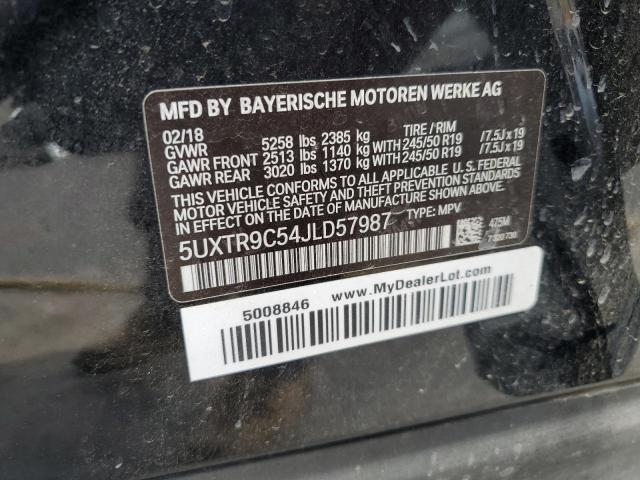 MFD BY BAYERISCHE MOTOREN WERKE AG
02/18 TIRE / RIM
GVWR 5258 lbs 2385 kg
GAWR FRONT 2513 lbs 1140 kg WITH 245/50 R19 /7.5J x 19
GAWR REAR 3020 lbs 1370 kg WITH 245/50 R19 /7.5J x 19
THIS VEHICLE CONFORMS TO ALL APPLICABLE U.S. FEDERAL
MOTOR VEHICLE SAFETY AND THEFT PREVENTION STANDARDS
IN EFFECT ON THE DATE OF MANUFACTURE SHOWN ABOVE.
5UXTR9C54JLD57987 TYPE: MPV
475M
5008846 www.MyDealerLot.com